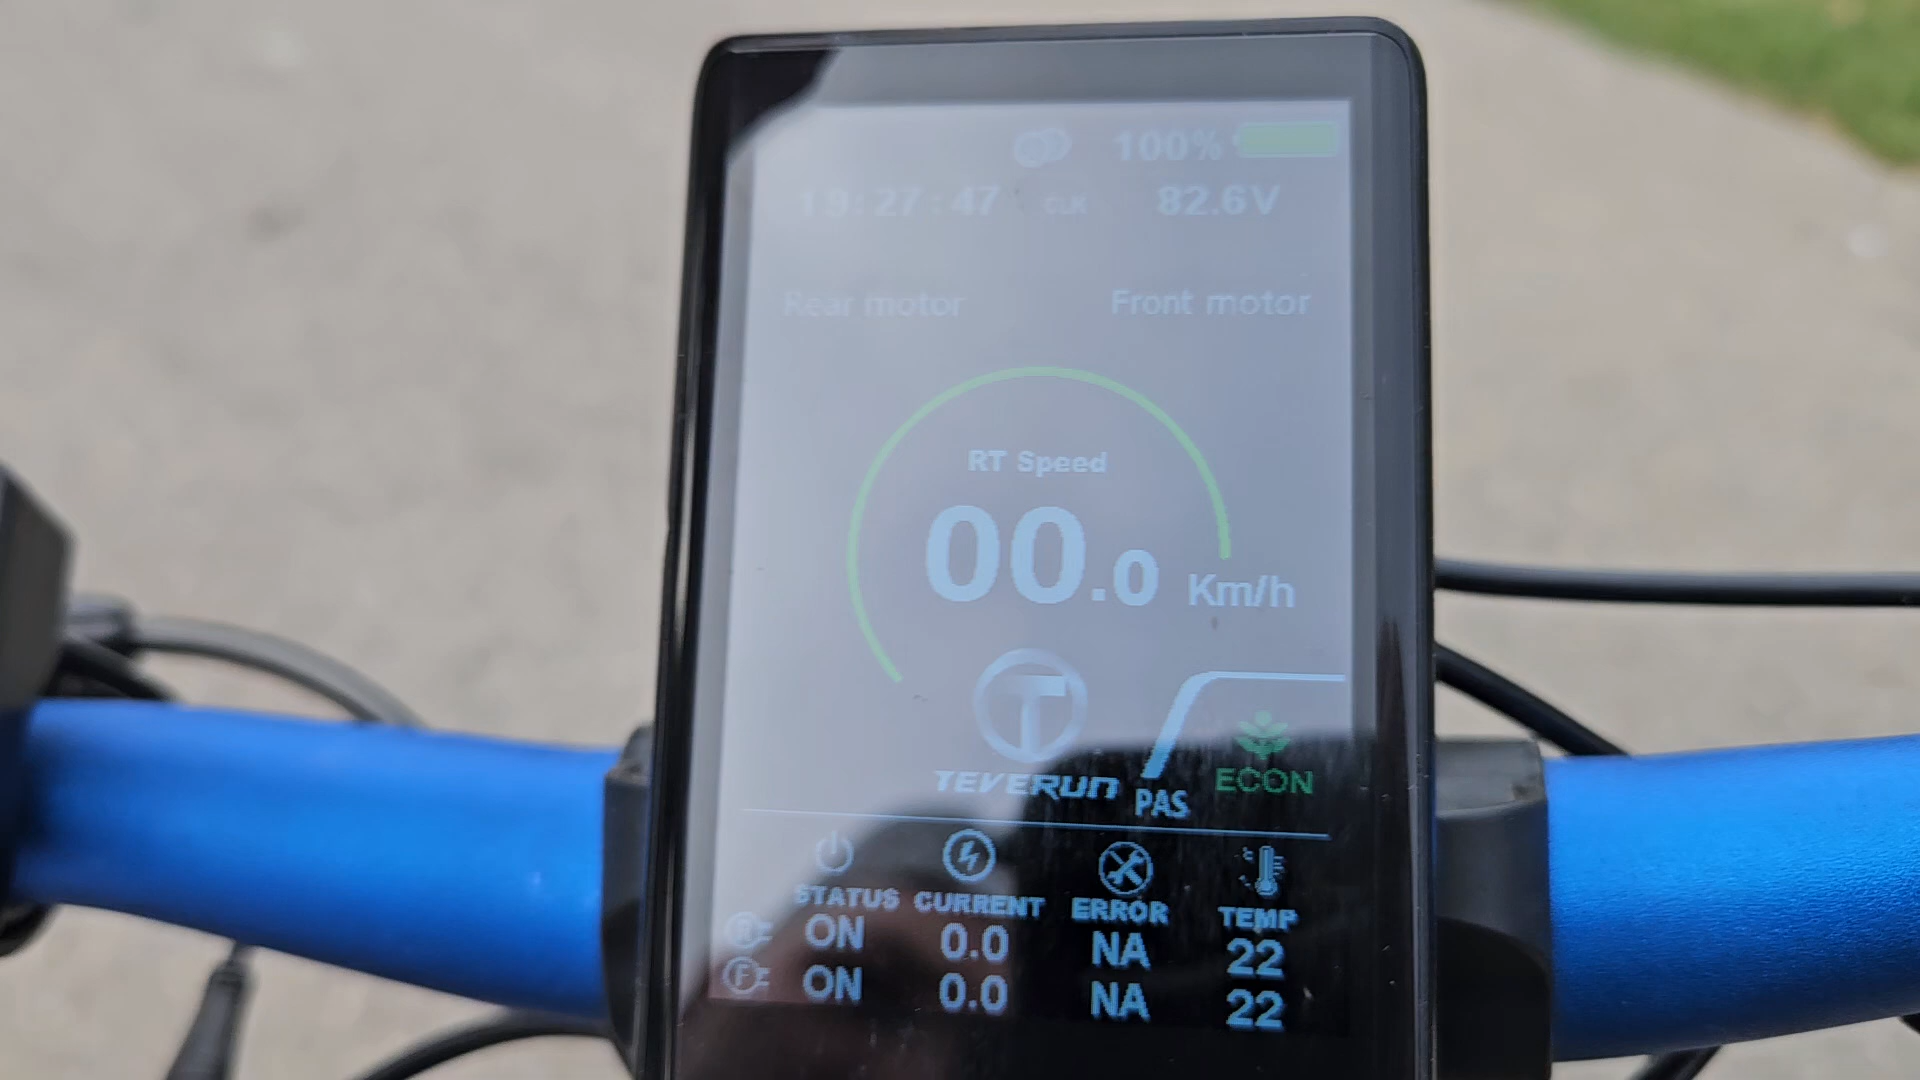 100%
19:27:47 CLK 82.6V
Rear motor Front motor
RT Speed
00.0 Km/h
T
TEVERUN PAS ECON
STATUS CURRENT ERROR TEMP
R ON 0.0 NA 22
F ON 0.0 NA 22